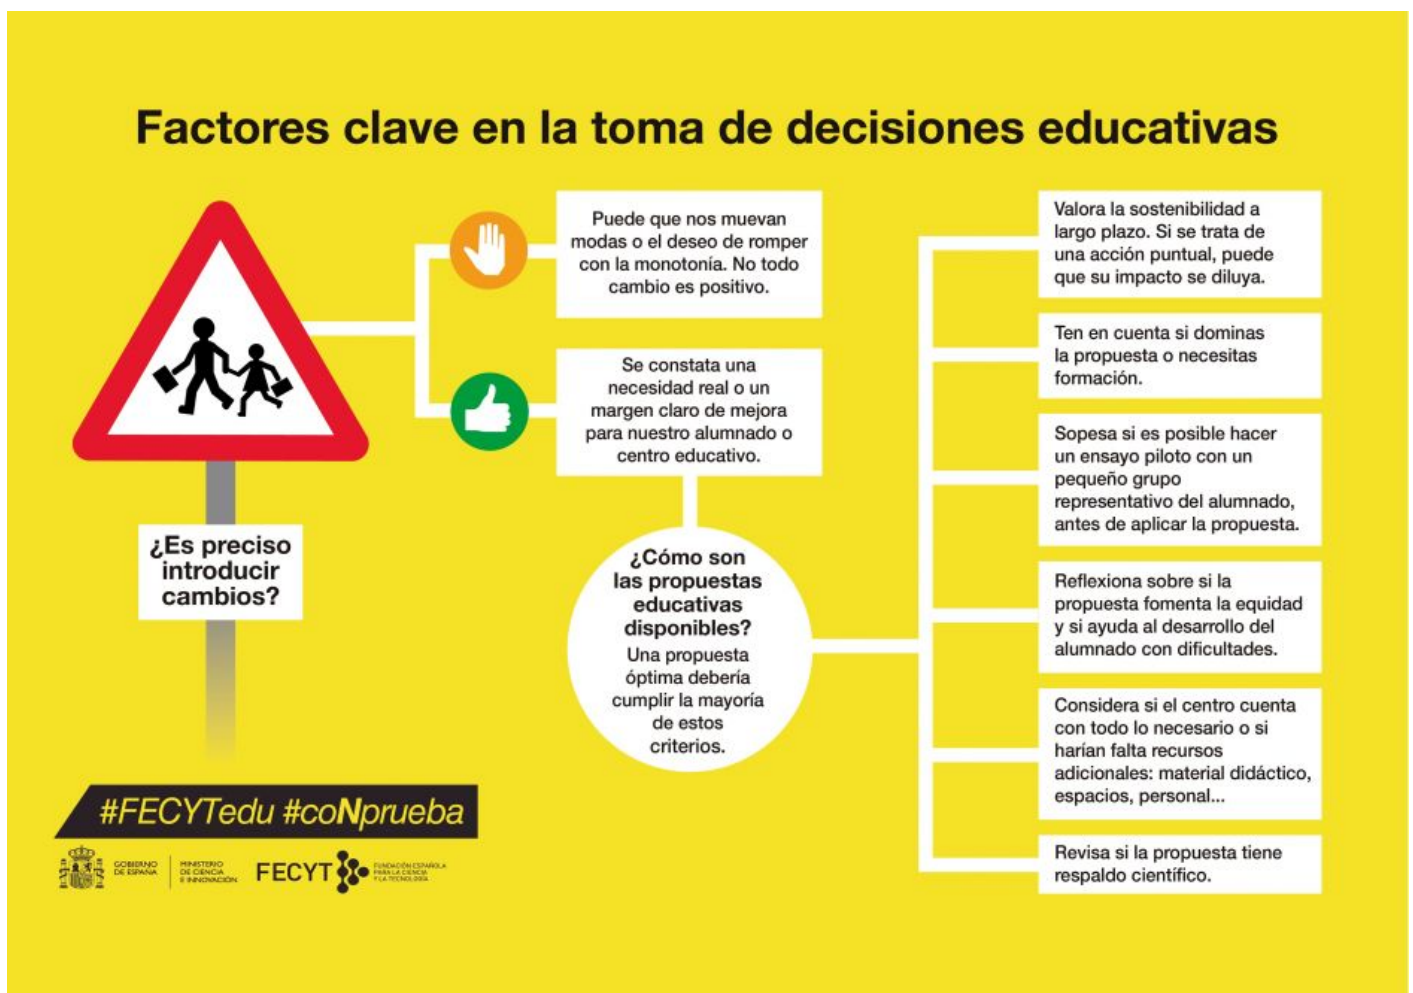 Factores clave en la toma de decisiones educativas
¿Es preciso
introducir
cambios?
Puede que nos muevan
modas o el deseo de romper
con la monotonía. No todo
cambio es positivo.
Se constata una
necesidad real o un
margen claro de mejora
para nuestro alumnado o
centro educativo.
¿Cómo son
las propuestas
educativas
disponibles?
Una propuesta
óptima debería
cumplir la mayoría
de estos
criterios.
Valora la sostenibilidad a
largo plazo. Si se trata de
una acción puntual, puede
que su impacto se diluya.
Ten en cuenta si dominas
la propuesta o necesitas
formación.
Sopesa si es posible hacer
un ensayo piloto con un
pequeño grupo
representativo del alumnado,
antes de aplicar la propuesta.
Reflexiona sobre si la
propuesta fomenta la equidad
y si ayuda al desarrollo del
alumnado con dificultades.
Considera si el centro cuenta
con todo lo necesario o si
harían falta recursos
adicionales: material didáctico,
espacios, personal...
Revisa si la propuesta tiene
respaldo científico.
#FECYTedu #coNprueba
GOBIERNO
DE ESPAÑA
MINISTERIO
DE CIENCIA
E INNOVACIÓN
FECYT
FUNDACIÓN ESPAÑOLA
PARA LA CIENCIA
Y LA TECNOLOGÍA